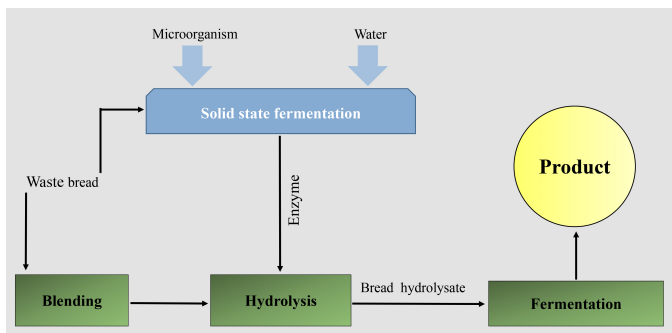 Microorganism
Water
Solid state fermentation
Waste bread
Enzyme
Product
Blending
Hydrolysis
Bread hydrolysate
Fermentation